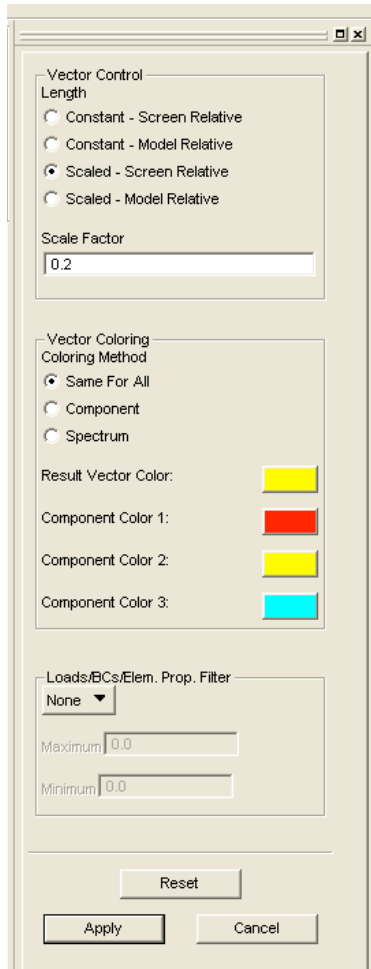 Vector Control
Length
Constant - Screen Relative
Constant - Model Relative
Scaled - Screen Relative
Scaled - Model Relative
Scale Factor
0.2
Vector Coloring
Coloring Method
Same For All
Component
Spectrum
Result Vector Color:
Component Color 1:
Component Color 2:
Component Color 3:
Loads/BCs/Elem. Prop. Filter
None
Maximum 0.0
Minimum 0.0
Reset
Apply Cancel